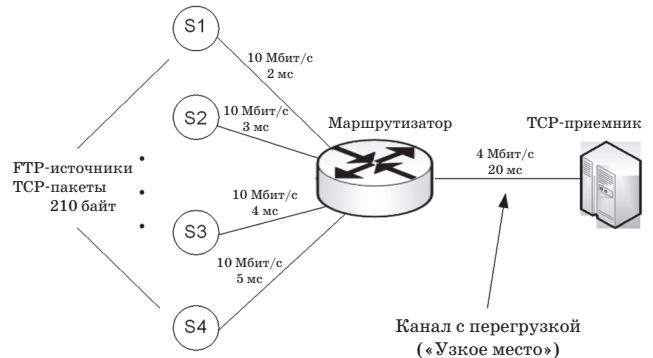 S1
10 Мбит/с
2 мс
S2
10 Мбит/с
3 мс
Маршрутизатор
TCP-приемник
4 Мбит/с
20 мс
FTP-источники
TCP-пакеты
210 байт
10 Мбит/с
4 мс
S3
10 Мбит/с
5 мс
S4
Канал с перегрузкой
(«Узкое место»)